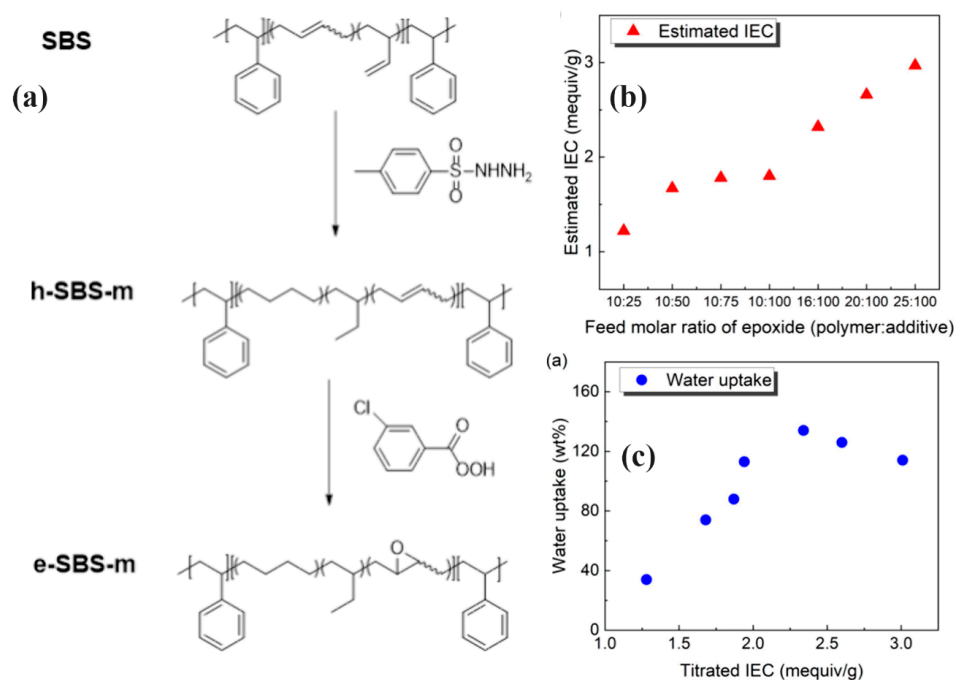 SBS
(a)
O
S
O
NHNH2
h-SBS-m
Cl
O
OOH
e-SBS-m
O
Estimated IEC
(b)
Estimated IEC (mequiv/g)
3
2
1
10:25 10:50 10:75 10:100 16:100 20:100 25:100
Feed molar ratio of epoxide (polymer:additive)
(a)
Water uptake
(c)
Water uptake (wt%)
160
120
80
40
0
1.0 1.5 2.0 2.5 3.0
Titrated IEC (mequiv/g)